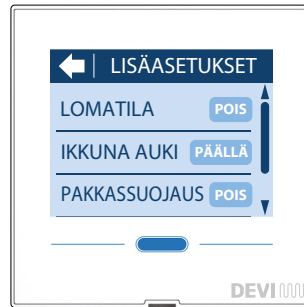 LISÄASETUKSET
LOMATILA POIS
IKKUNA AUKI PÄÄLLÄ
PAKKASSUOJAUS POIS
DEVI